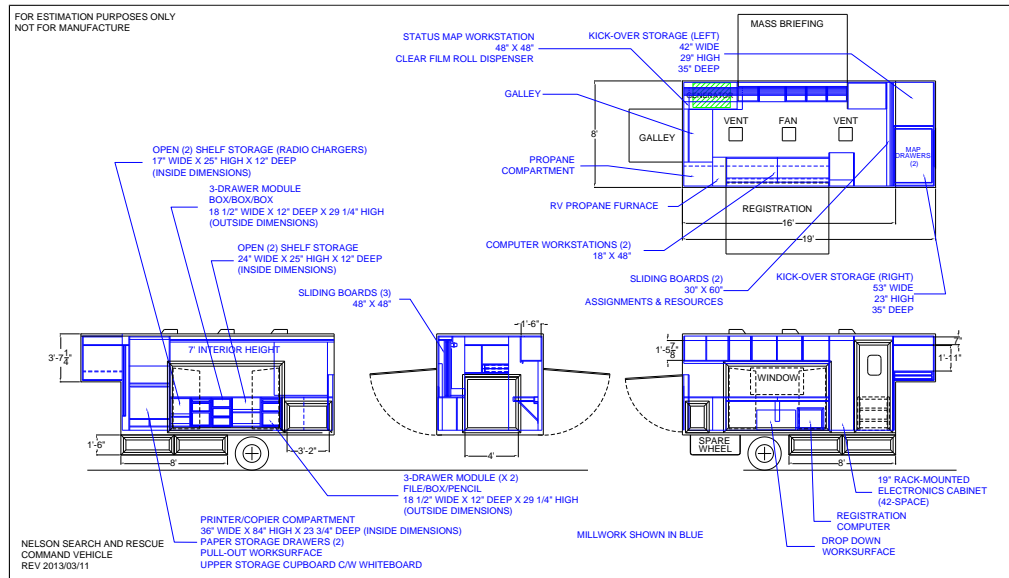 FOR ESTIMATION PURPOSES ONLY
NOT FOR MANUFACTURE
MASS BRIEFING
STATUS MAP WORKSTATION
48" X 48"
CLEAR FILM ROLL DISPENSER
KICK-OVER STORAGE (LEFT)
42" WIDE
29" HIGH
35" DEEP
GALLEY
GENERATOR
8'
VENT
FAN
VENT
GALLEY
MAP
DRAWERS
(2)
PROPANE
COMPARTMENT
RV PROPANE FURNACE
REGISTRATION
16'
19'
COMPUTER WORKSTATIONS (2)
18" X 48"
SLIDING BOARDS (2)
30" X 60"
ASSIGNMENTS & RESOURCES
KICK-OVER STORAGE (RIGHT)
53" WIDE
23" HIGH
35" DEEP
OPEN (2) SHELF STORAGE (RADIO CHARGERS)
17" WIDE X 25" HIGH X 12" DEEP
(INSIDE DIMENSIONS)
3-DRAWER MODULE
BOX/BOX/BOX
18 1/2" WIDE X 12" DEEP X 29 1/4" HIGH
(OUTSIDE DIMENSIONS)
OPEN (2) SHELF STORAGE
24" WIDE X 25" HIGH X 12" DEEP
(INSIDE DIMENSIONS)
SLIDING BOARDS (3)
48" X 48"
3'-7 1/4"
7' INTERIOR HEIGHT
1'-6"
8'
3'-2"
1'-6"
4'
1'-5 7/8"
WINDOW
7"
1'-11"
SPARE
WHEEL
8'
3-DRAWER MODULE (X 2)
FILE/BOX/PENCIL
18 1/2" WIDE X 12" DEEP X 29 1/4" HIGH
(OUTSIDE DIMENSIONS)
PRINTER/COPIER COMPARTMENT
36" WIDE X 84" HIGH X 23 3/4" DEEP (INSIDE DIMENSIONS)
PAPER STORAGE DRAWERS (2)
PULL-OUT WORKSURFACE
UPPER STORAGE CUPBOARD C/W WHITEBOARD
MILLWORK SHOWN IN BLUE
19" RACK-MOUNTED
ELECTRONICS CABINET
(42-SPACE)
REGISTRATION
COMPUTER
DROP DOWN
WORKSURFACE
NELSON SEARCH AND RESCUE
COMMAND VEHICLE
REV 2013/03/11